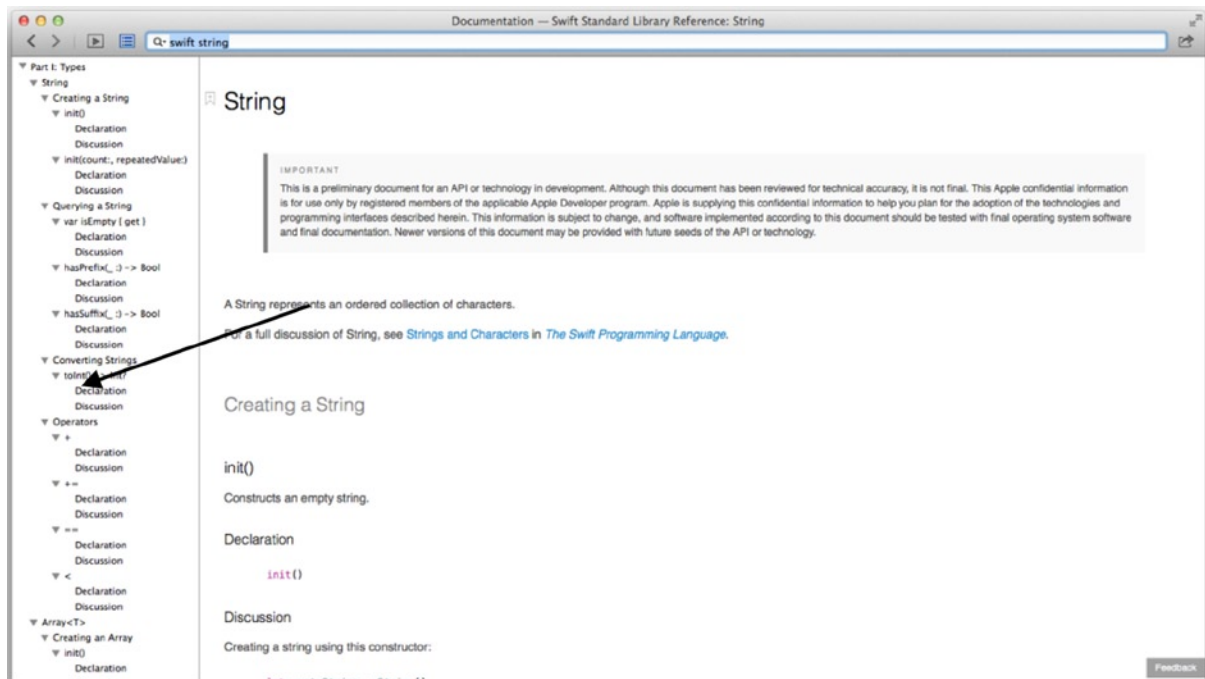 Documentation — Swift Standard Library Reference: String
swift string
Part I: Types
String
Creating a String
init()
Declaration
Discussion
init(count:, repeatedValue:)
Declaration
Discussion
Querying a String
var isEmpty { get }
Declaration
Discussion
hasPrefix(_ :) -> Bool
Declaration
Discussion
hasSuffix(_ :) -> Bool
Declaration
Discussion
Converting Strings
toInt() -> Int?
Declaration
Discussion
Operators
+
Declaration
Discussion
+=
Declaration
Discussion
==
Declaration
Discussion
<
Declaration
Discussion
Array<T>
Creating an Array
init()
Declaration
String
IMPORTANT
This is a preliminary document for an API or technology in development. Although this document has been reviewed for technical accuracy, it is not final. This Apple confidential information
is for use only by registered members of the applicable Apple Developer program. Apple is supplying this confidential information to help you plan for the adoption of the technologies and
programming interfaces described herein. This information is subject to change, and software implemented according to this document should be tested with final operating system software
and final documentation. Newer versions of this document may be provided with future seeds of the API or technology.
A String represents an ordered collection of characters.
For a full discussion of String, see Strings and Characters in The Swift Programming Language.
Creating a String
init()
Constructs an empty string.
Declaration
init()
Discussion
Creating a string using this constructor:
Feedback